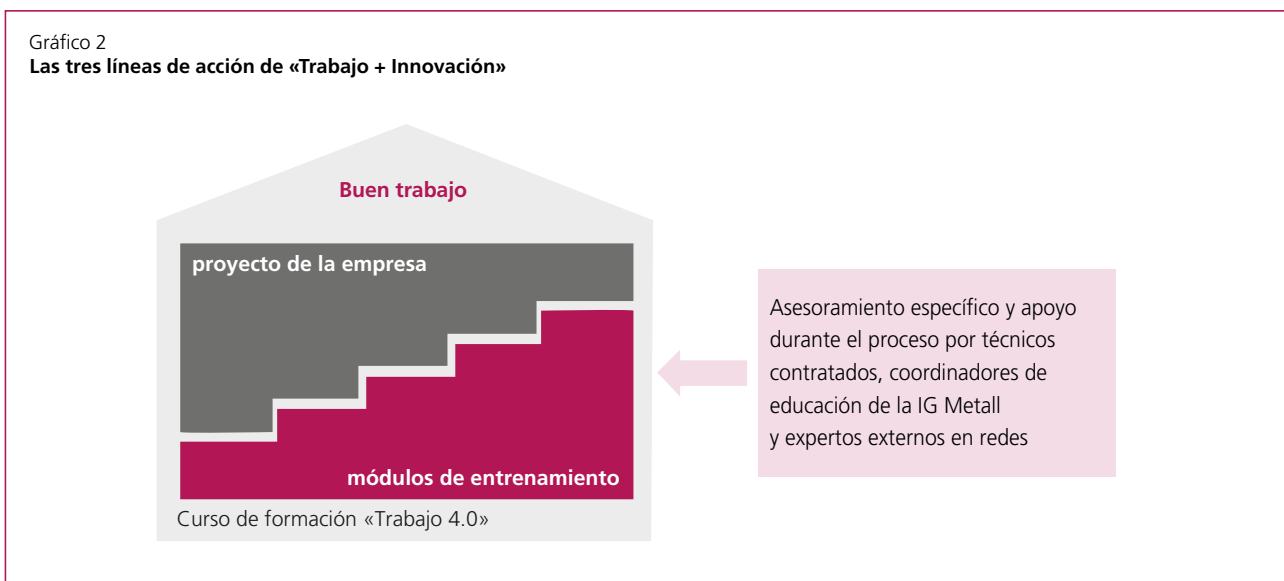 Gráfico 2
Las tres líneas de acción de «Trabajo + Innovación»
Buen trabajo
proyecto de la empresa
módulos de entrenamiento
Curso de formación «Trabajo 4.0»
Asesoramiento específico y apoyo
durante el proceso por técnicos
contratados, coordinadores de
educación de la IG Metall
y expertos externos en redes